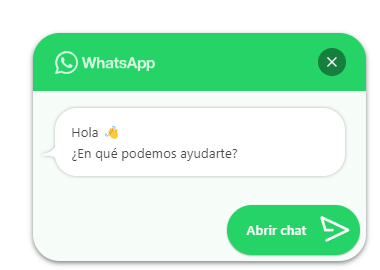 WhatsApp
Hola 👋
¿En qué podemos ayudarte?
Abrir chat